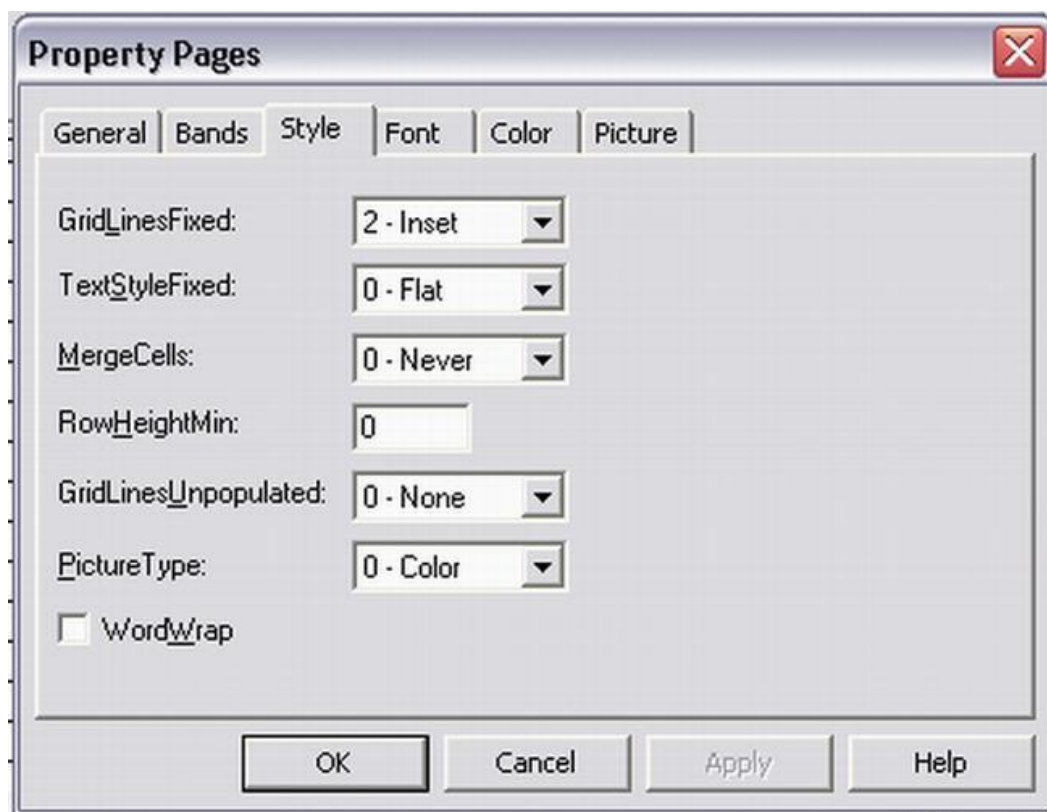 Property Pages
General Bands Style Font Color Picture
GridLinesFixed: 2 - Inset
TextStyleFixed: 0 - Flat
MergeCells: 0 - Never
RowHeightMin: 0
GridLinesUnpopulated: 0 - None
PictureType: 0 - Color
WordWrap
OK Cancel Apply Help